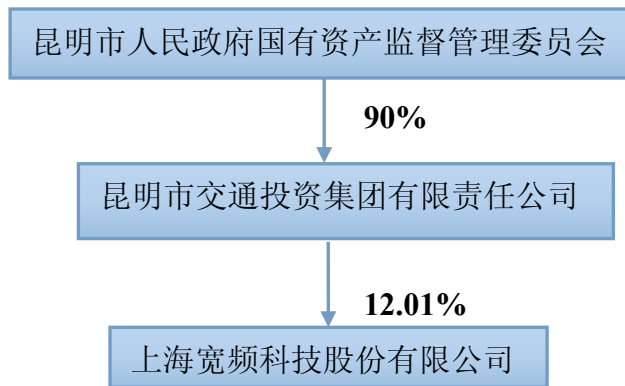 昆明市人民政府国有资产监督管理委员会
90%
昆明市交通投资集团有限责任公司
12.01%
上海宽频科技股份有限公司